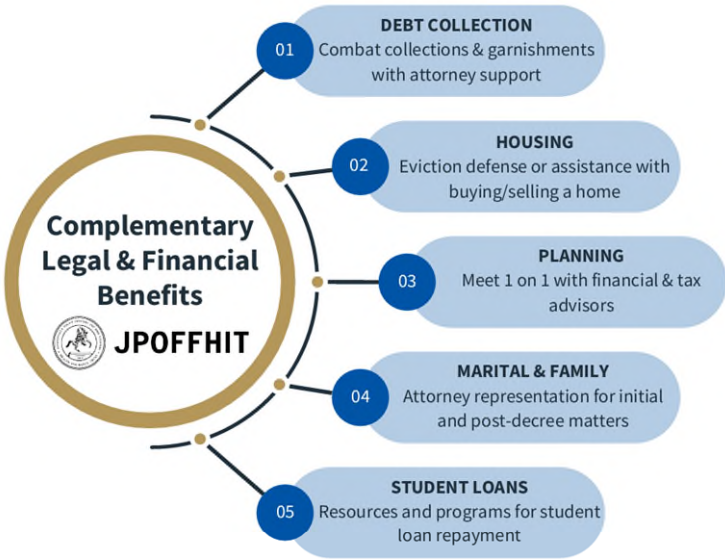 Complementary
Legal & Financial
Benefits
JPOFFHIT
01
DEBT COLLECTION
Combat collections & garnishments
with attorney support
02
HOUSING
Eviction defense or assistance with
buying/selling a home
03
PLANNING
Meet 1 on 1 with financial & tax
advisors
04
MARITAL & FAMILY
Attorney representation for initial
and post-decree matters
05
STUDENT LOANS
Resources and programs for student
loan repayment